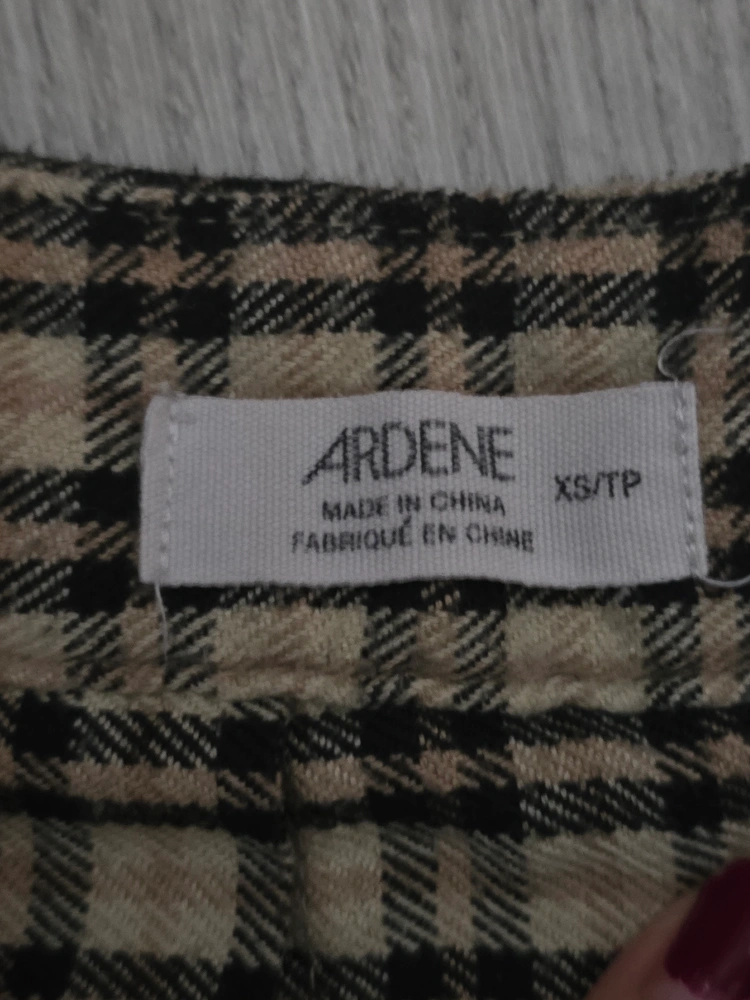 ARDENE
XS/TP
MADE IN CHINA
FABRIQUÉ EN CHINE